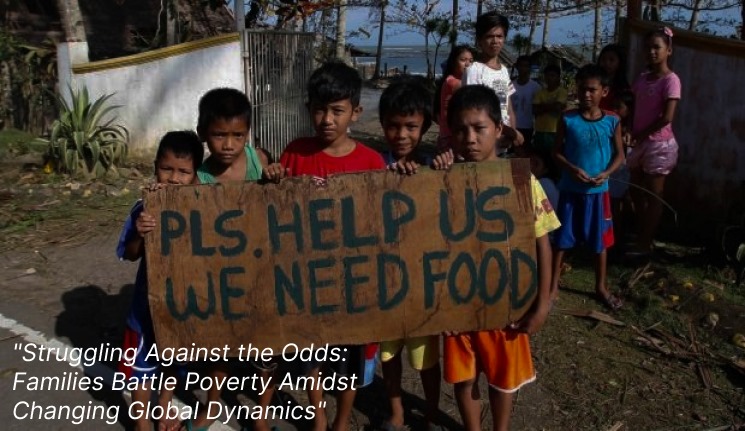 PLS. HELP US
WE NEED FOOD
"Struggling Against the Odds:
Families Battle Poverty Amidst
Changing Global Dynamics"